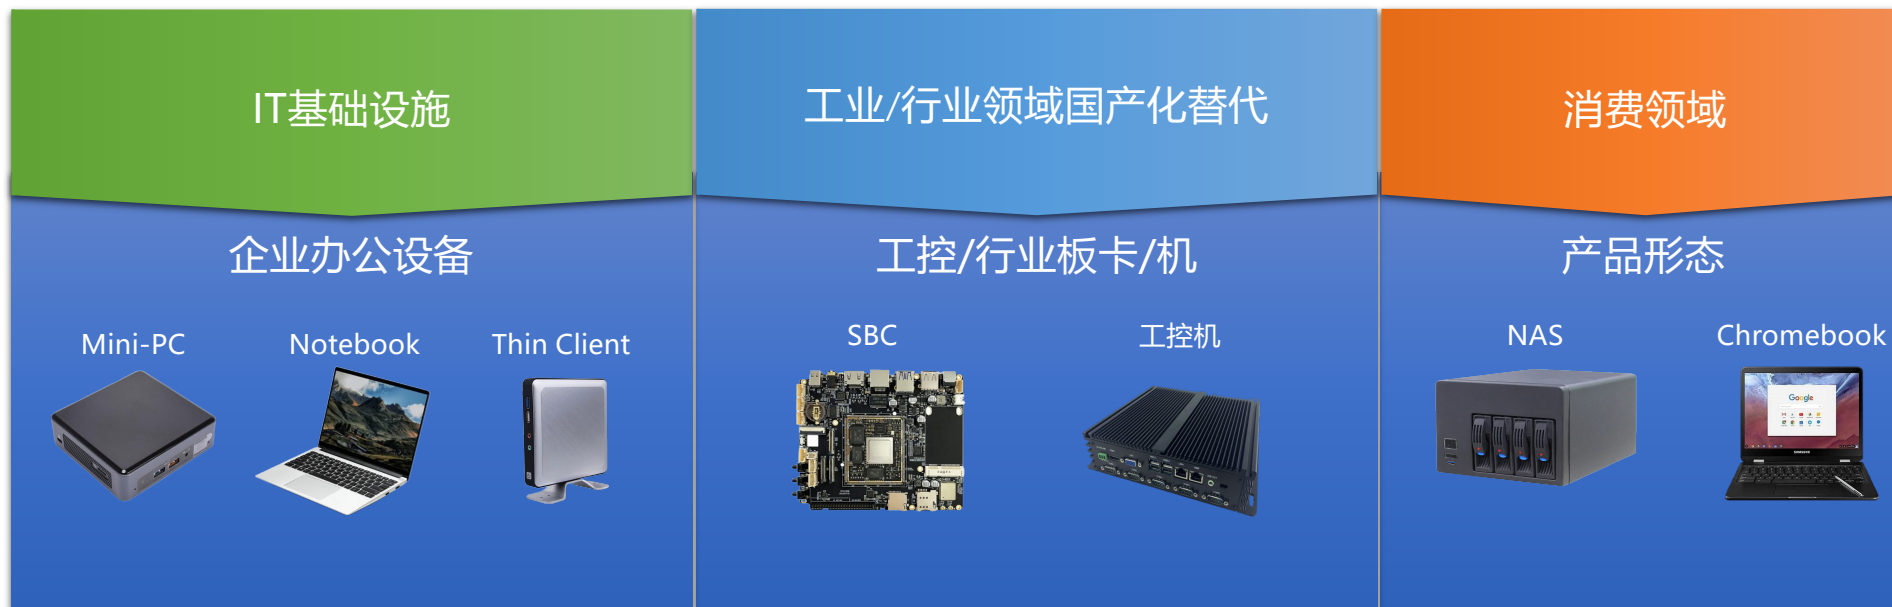 IT基础设施
工业/行业领域国产化替代
消费领域
企业办公设备
工控/行业板卡/机
产品形态
Mini-PC
Notebook
Thin Client
SBC
工控机
NAS
Chromebook
Google
SAMSUNG